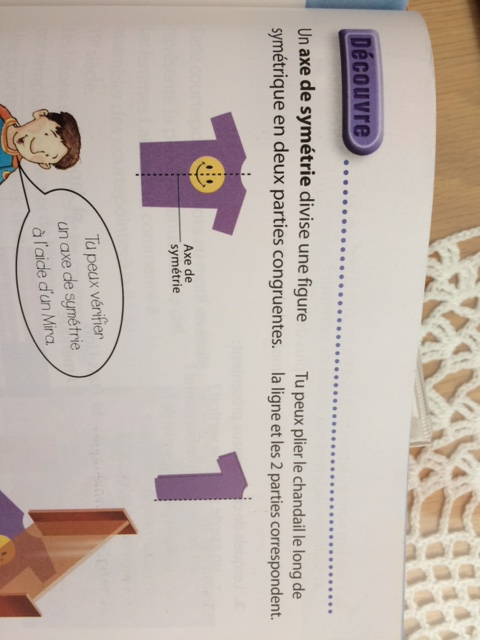 Découvre
Un axe de symétrie divise une figure
symétrique en deux parties congruentes.
Tu peux plier le chandail le long de
la ligne et les 2 parties correspondent.
Axe de
symétrie
Tu peux vérifier
un axe de symétrie
à l'aide d'un Mira.